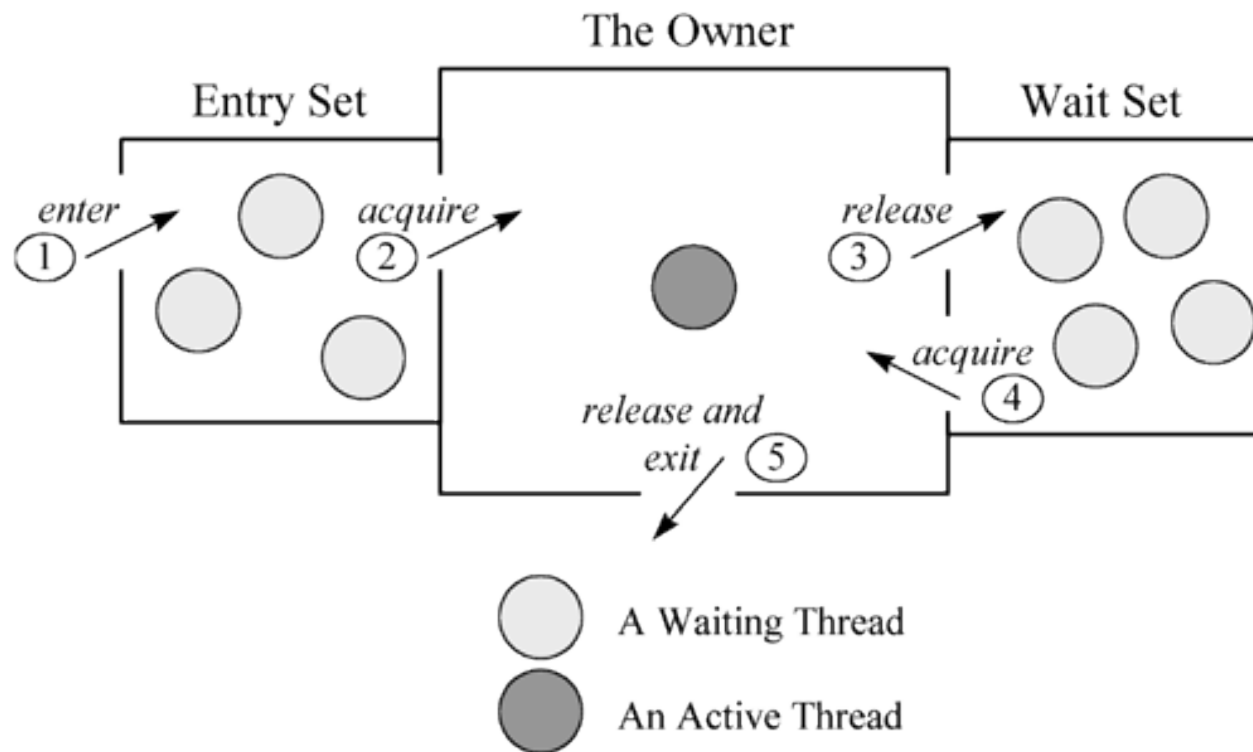 The Owner
Entry Set
Wait Set
enter
1
acquire
2
release
3
acquire
4
release and
exit 5
A Waiting Thread
An Active Thread